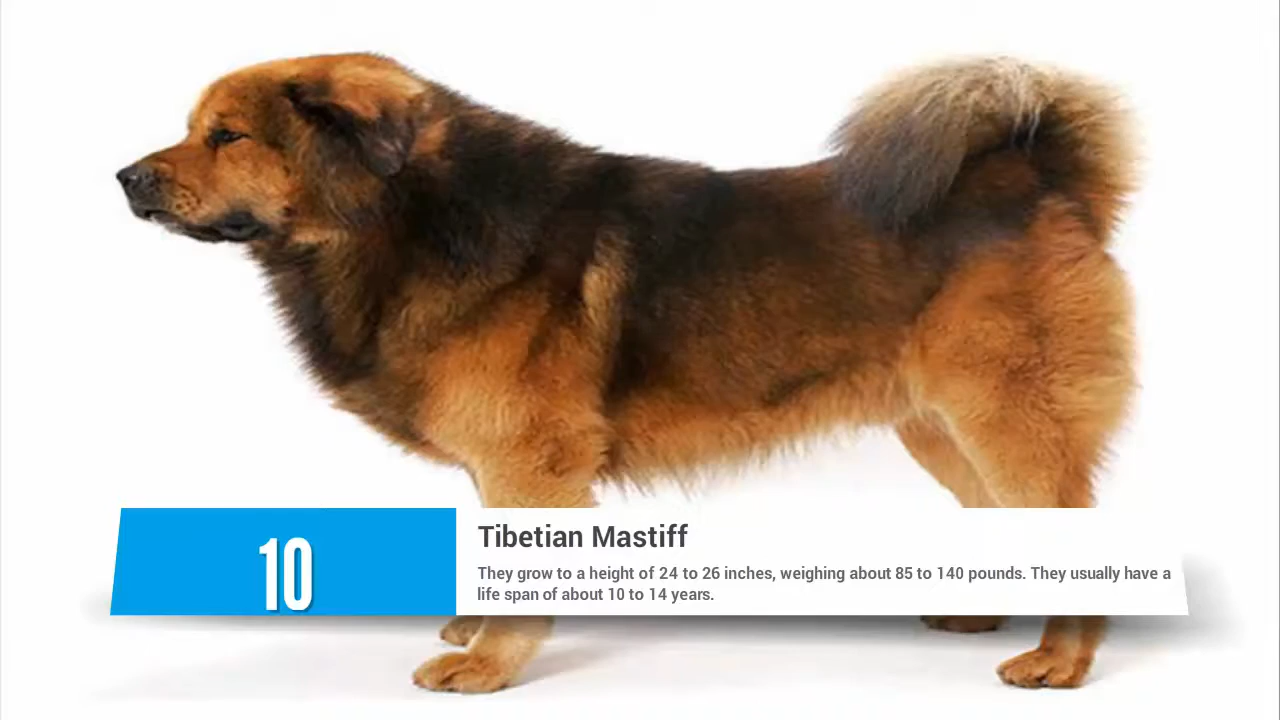 10
Tibetian Mastiff
They grow to a height of 24 to 26 inches, weighing about 85 to 140 pounds. They usually have a
life span of about 10 to 14 years.